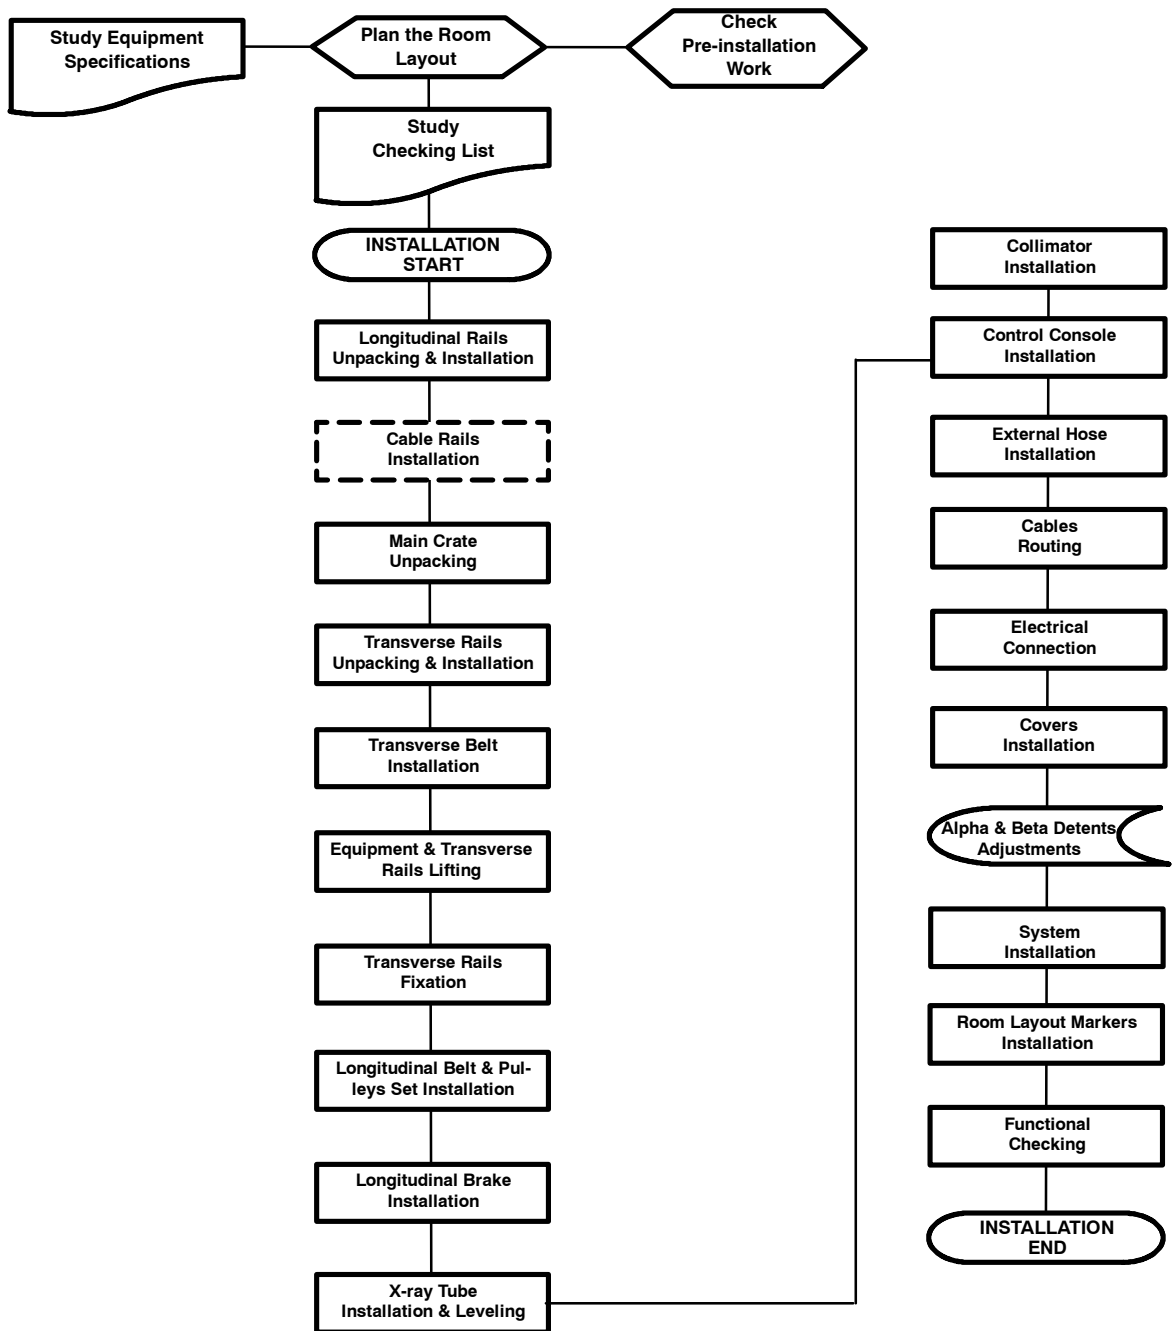 Study Equipment
Specifications
Plan the Room
Layout
Check
Pre-installation
Work
Study
Checking List
INSTALLATION
START
Longitudinal Rails
Unpacking & Installation
Cable Rails
Installation
Main Crate
Unpacking
Transverse Rails
Unpacking & Installation
Transverse Belt
Installation
Equipment & Transverse
Rails Lifting
Transverse Rails
Fixation
Longitudinal Belt & Pul-
leys Set Installation
Longitudinal Brake
Installation
X-ray Tube
Installation & Leveling
Collimator
Installation
Control Console
Installation
External Hose
Installation
Cables
Routing
Electrical
Connection
Covers
Installation
Alpha & Beta Detents
Adjustments
System
Installation
Room Layout Markers
Installation
Functional
Checking
INSTALLATION
END